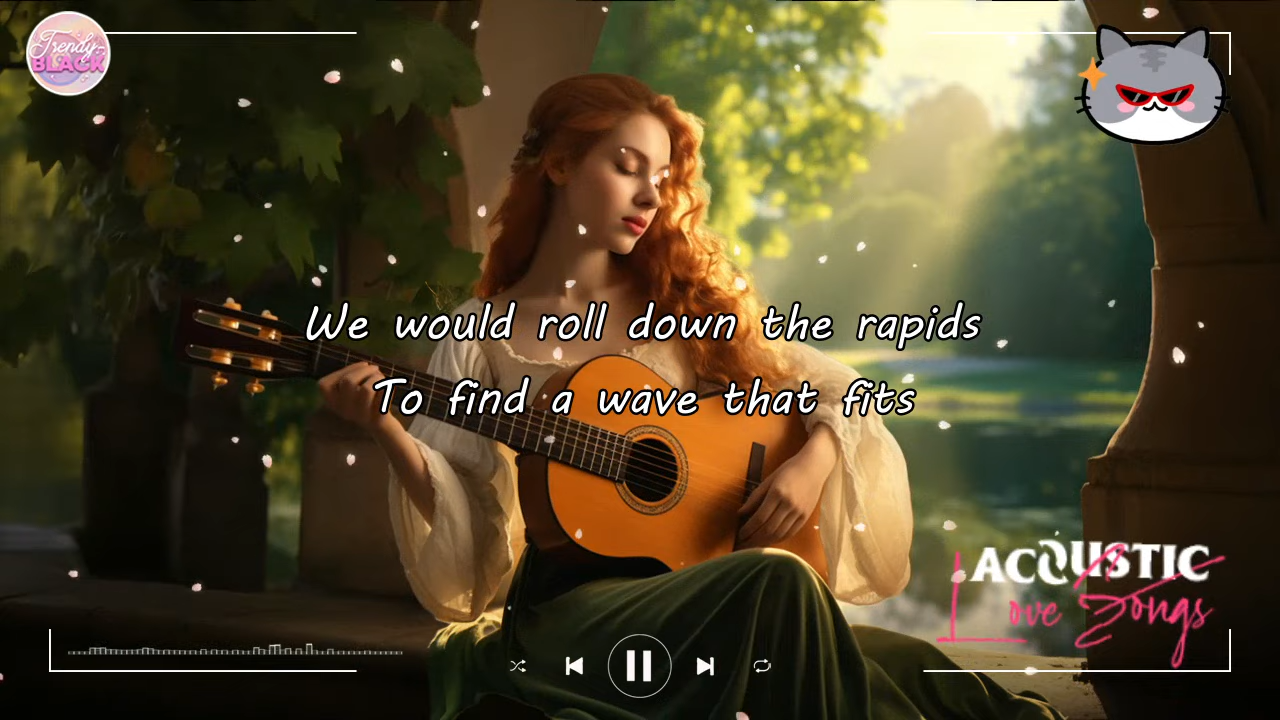 Trendy
BLACK
We would roll down the rapids
To find a wave that fits
ACOUSTIC
Love Songs